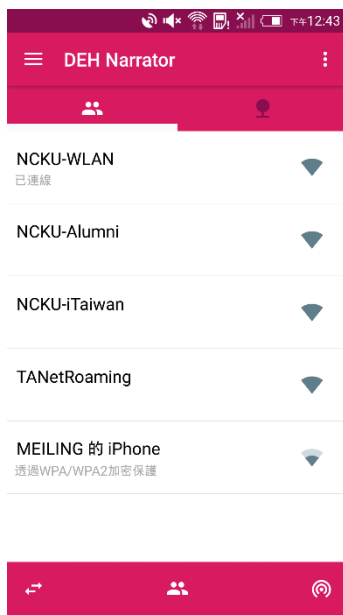 下午12:43
DEH Narrator
NCKU-WLAN
已連線
NCKU-Alumni
NCKU-iTaiwan
TANetRoaming
MEILING 的 iPhone
透過WPA/WPA2加密保護